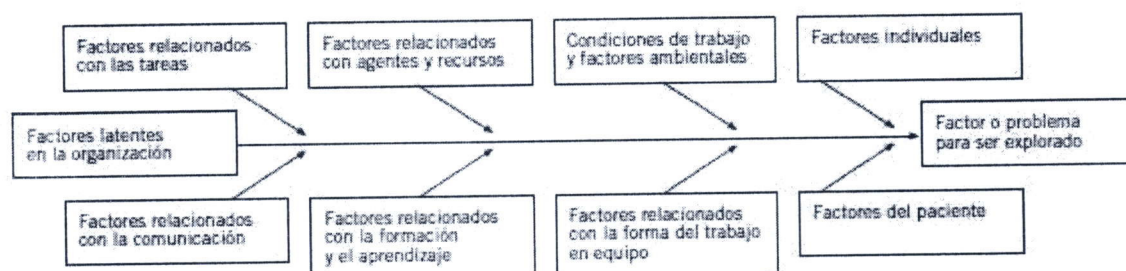 Factores relacionados
con las tareas
Factores relacionados
con agentes y recursos
Condiciones de trabajo
y factores ambientales
Factores individuales
Factores latentes
en la organización
Factor o problema
para ser explorado
Factores relacionados
con la comunicación
Factores relacionados
con la formación
y el aprendizaje
Factores relacionados
con la forma del trabajo
en equipo
Factores del paciente